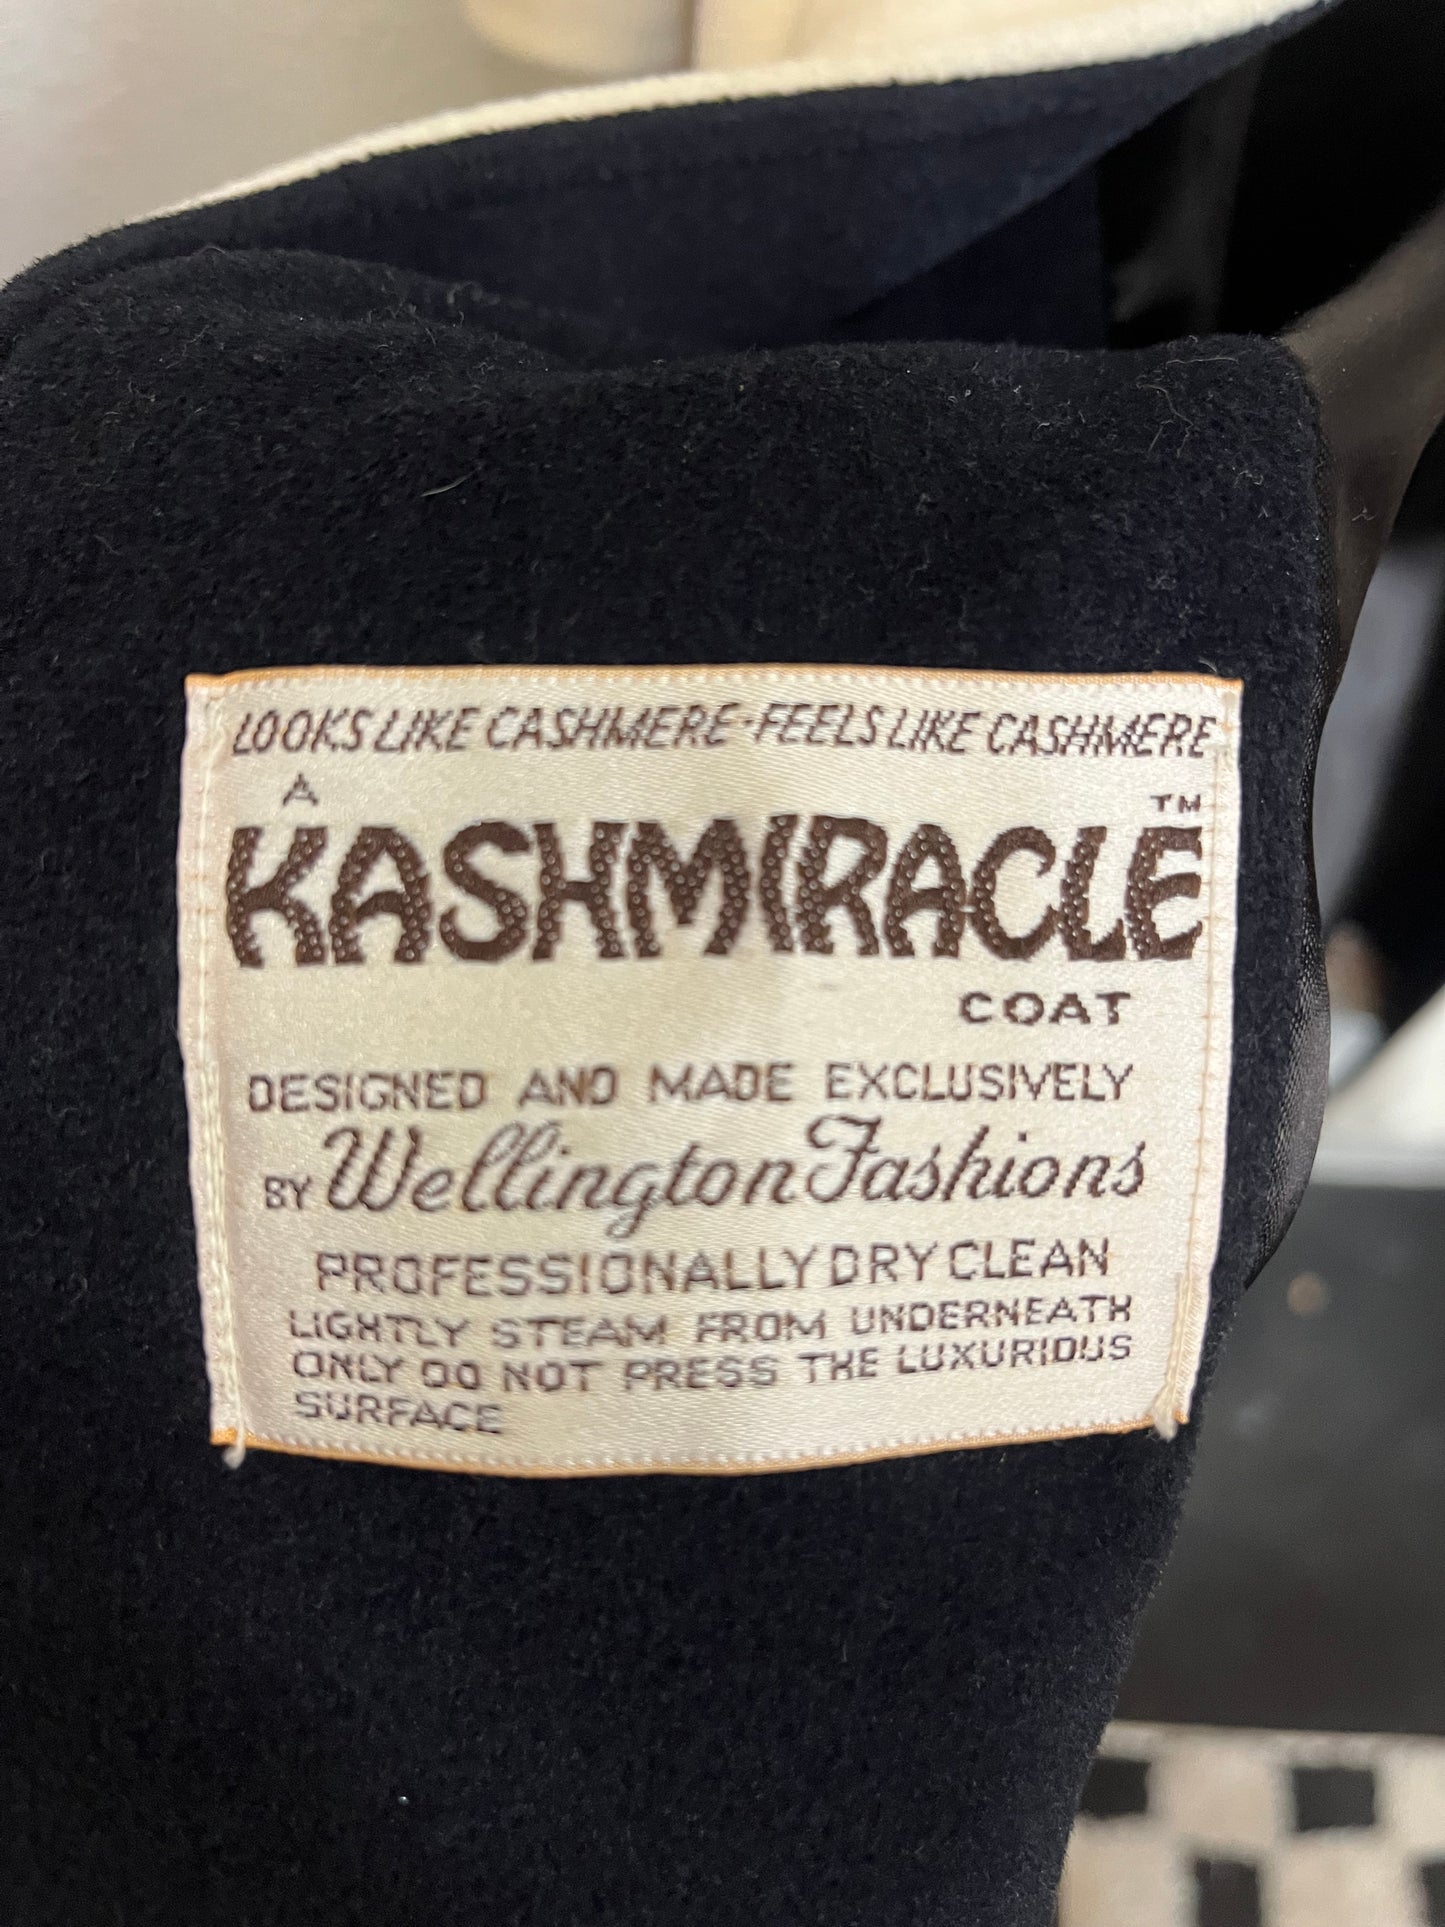 LOOKS LIKE CASHMERE-FEELS LIKE CASHMERE
A
KASHMIRACLE™
COAT
DESIGNED AND MADE EXCLUSIVELY
BY Wellington Fashions
PROFESSIONALLY DRY CLEAN
LIGHTLY STEAM FROM UNDERNEATH
ONLY DO NOT PRESS THE LUXURIOUS
SURFACE